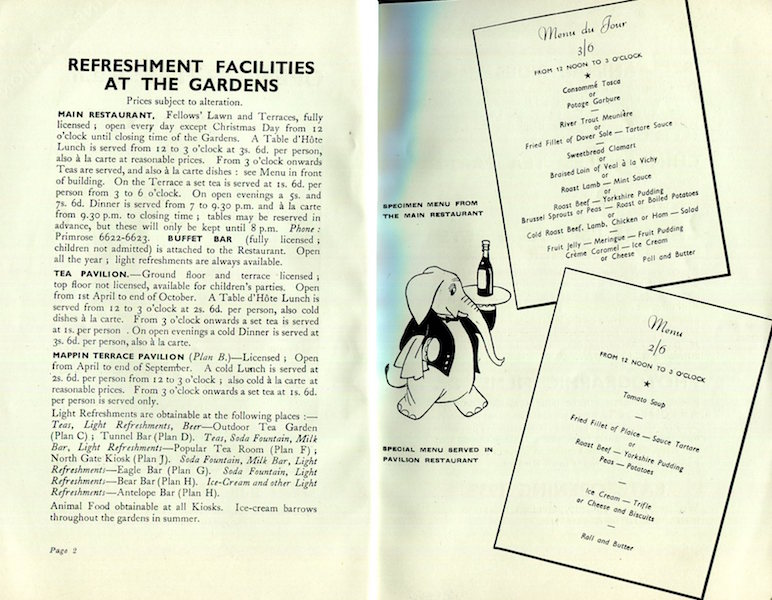 REFRESHMENT FACILITIES
AT THE GARDENS
Prices subject to alteration.
MAIN RESTAURANT, Fellows' Lawn and Terraces, fully
licensed ; open every day except Christmas Day from 12
o'clock until closing time of the Gardens. A Table d'Hôte
Lunch is served from 12 to 3 o'clock at 3s. 6d. per person,
also à la carte at reasonable prices. From 3 o'clock onwards
Teas are served, and also à la carte dishes : see Menu in front
of building. On the Terrace a set tea is served at 1s. 6d. per
person from 3 to 6 o'clock. On open evenings a 5s. and
7s. 6d. Dinner is served from 7 to 9.30 p.m. and à la carte
from 9.30 p.m. to closing time ; tables may be reserved in
advance, but these will only be kept until 8 p.m. Phone :
Primrose 6622-6623. BUFFET BAR (fully licensed ;
children not admitted) is attached to the Restaurant. Open
all the year ; light refreshments are always available.
TEA PAVILION.—Ground floor and terrace licensed ;
top floor not licensed, available for children's parties. Open
from 1st April to end of October. A Table d'Hôte Lunch is
served from 12 to 3 o'clock at 2s. 6d. per person, also cold
dishes à la carte. From 3 o'clock onwards a set tea is served
at 1s. per person . On open evenings a cold Dinner is served at
3s. 6d. per person, also à la carte.
MAPPIN TERRACE PAVILION (Plan B.)—Licensed ; Open
from April to end of September. A cold Lunch is served at
2s. 6d. per person from 12 to 3 o'clock ; also cold à la carte at
reasonable prices. From 3 o'clock onwards a set tea at 1s. 6d.
per person is served only.
Light Refreshments are obtainable at the following places :—
Teas, Light Refreshments, Beer—Outdoor Tea Garden
(Plan C) ; Tunnel Bar (Plan D). Teas, Soda Fountain, Milk
Bar, Light Refreshments—Popular Tea Room (Plan F) ;
North Gate Kiosk (Plan J). Soda Fountain, Milk Bar, Light
Refreshments—Eagle Bar (Plan G). Soda Fountain, Light
Refreshments—Bear Bar (Plan H). Ice-Cream and other Light
Refreshments—Antelope Bar (Plan H).
Animal Food obtainable at all Kiosks. Ice-cream barrows
throughout the gardens in summer.
Page 2
SPECIMEN MENU FROM
THE MAIN RESTAURANT
Menu du Jour
3/6
FROM 12 NOON TO 3 O'CLOCK
Consommé Tosca
or
Potage Garbure
River Trout Meunière
or
Fried Fillet of Dover Sole — Tartare Sauce
Sweetbread Clamart
or
Braised Loin of Veal à la Vichy
or
Roast Lamb — Mint Sauce
or
Roast Beef — Yorkshire Pudding
Brussel Sprouts or Peas — Roast or Boiled Potatoes
or
Cold Roast Beef, Lamb, Chicken or Ham — Salad
Fruit Jelly — Meringue — Fruit Pudding
Crème Caramel — Ice Cream
or Cheese Poll and Butter
SPECIAL MENU SERVED IN
PAVILION RESTAURANT
Menu
2/6
FROM 12 NOON TO 3 O'CLOCK
Tomato Soup
Fried Fillet of Plaice — Sauce Tartare
or
Roast Beef — Yorkshire Pudding
Peas — Potatoes
Ice Cream — Trifle
or Cheese and Biscuits
Roll and Butter